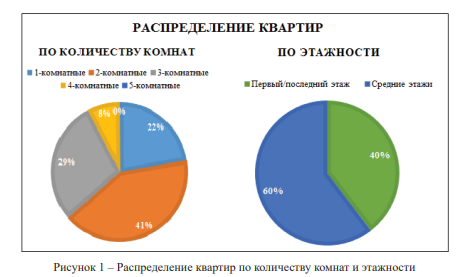 РАСПРЕДЕЛЕНИЕ КВАРТИР
ПО КОЛИЧЕСТВУ КОМНАТ
1-комнатные 2-комнатные 3-комнатные
4-комнатные 5-комнатные
8% 0%
22%
29%
41%
ПО ЭТАЖНОСТИ
Первый/последний этаж Средние этажи
40%
60%
Рисунок 1 – Распределение квартир по количеству комнат и этажности